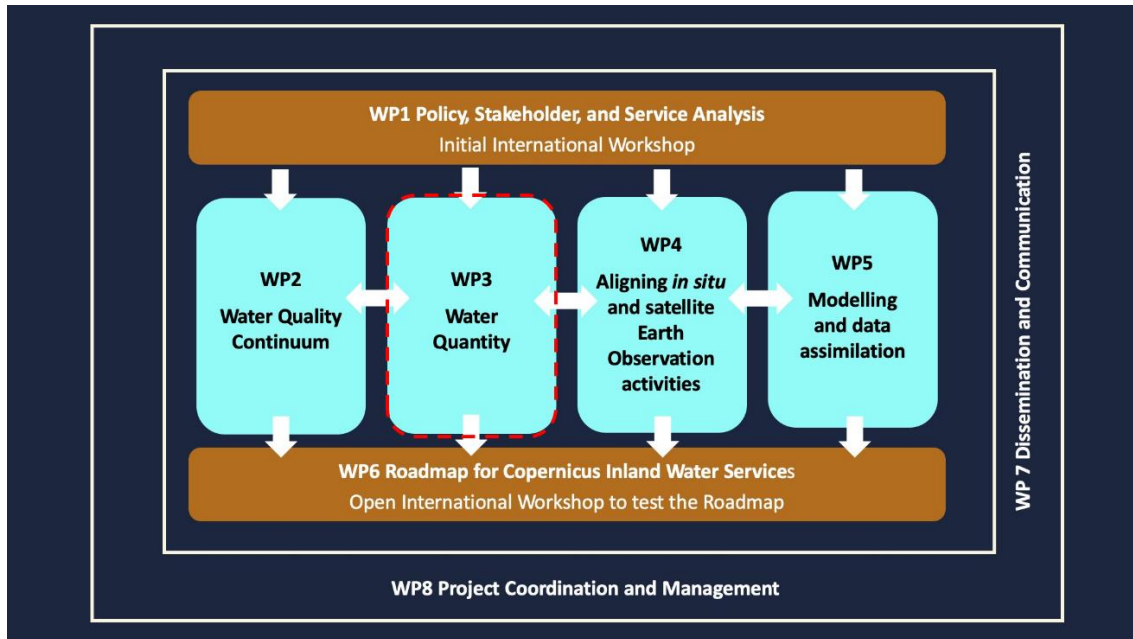 WP1 Policy, Stakeholder, and Service Analysis
Initial International Workshop
WP2
Water Quality
Continuum
WP3
Water
Quantity
WP4
Aligning in situ
and satellite
Earth
Observation
activities
WP5
Modelling
and data
assimilation
WP6 Roadmap for Copernicus Inland Water Services
Open International Workshop to test the Roadmap
WP 7 Dissemination and Communication
WP8 Project Coordination and Management